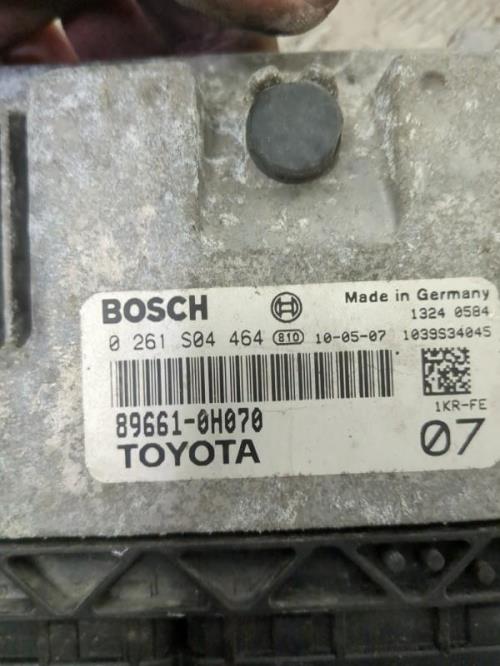 BOSCH Made in Germany
1324 0584
0 261 S04 464 810 10-05-07 1039S34045
1KR-FE
89661-0H070
TOYOTA 07